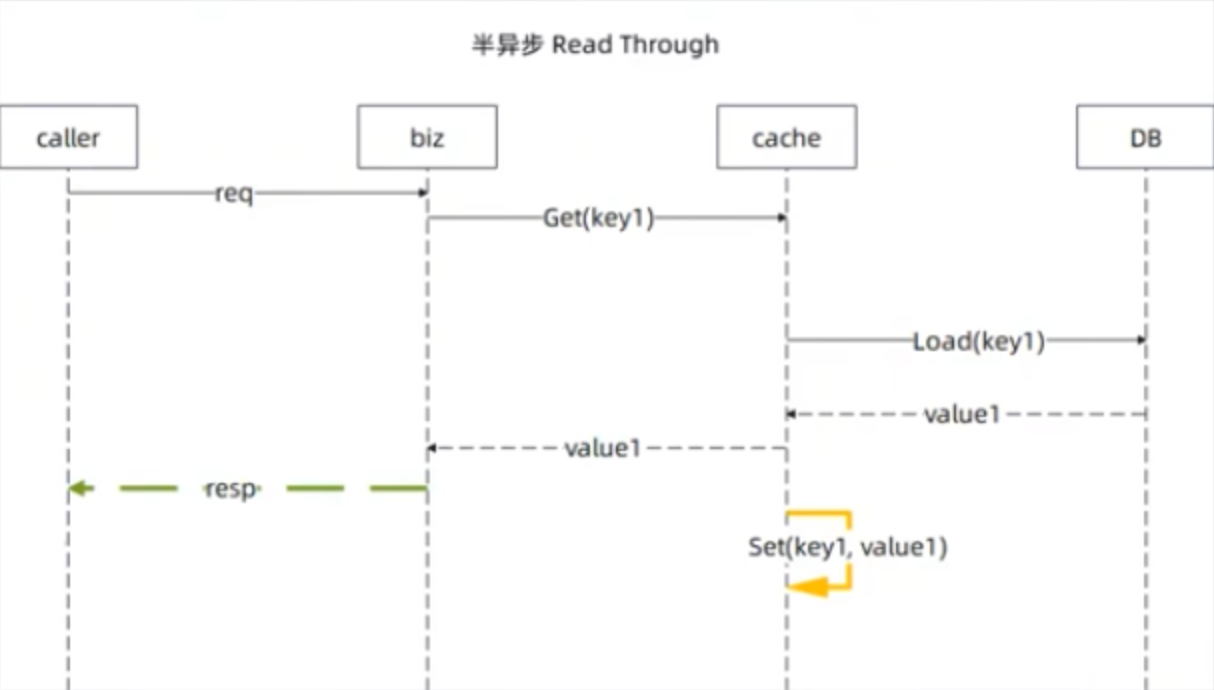 半异步 Read Through
caller
biz
cache
DB
req
Get(key1)
Load(key1)
value1
value1
resp
Set(key1, value1)